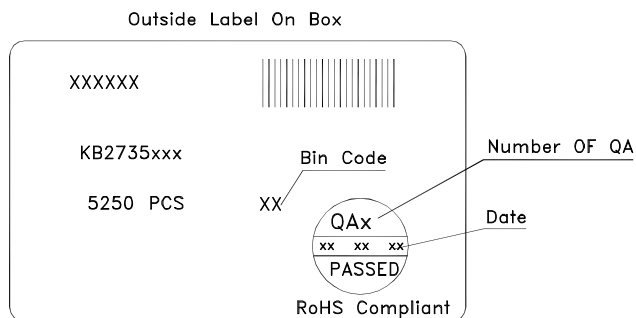 Outside Label On Box
XXXXXX
KB2735xxx
Bin Code
Number OF QA
5250 PCS
XX
QAx
Date
xx xx xx
PASSED
RoHS Compliant